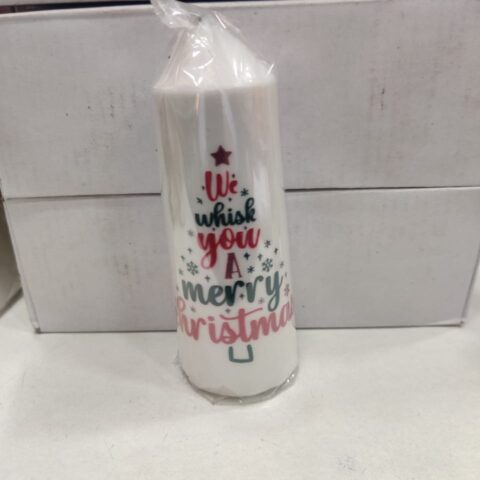 We
whisk
you
A
merry
christmas